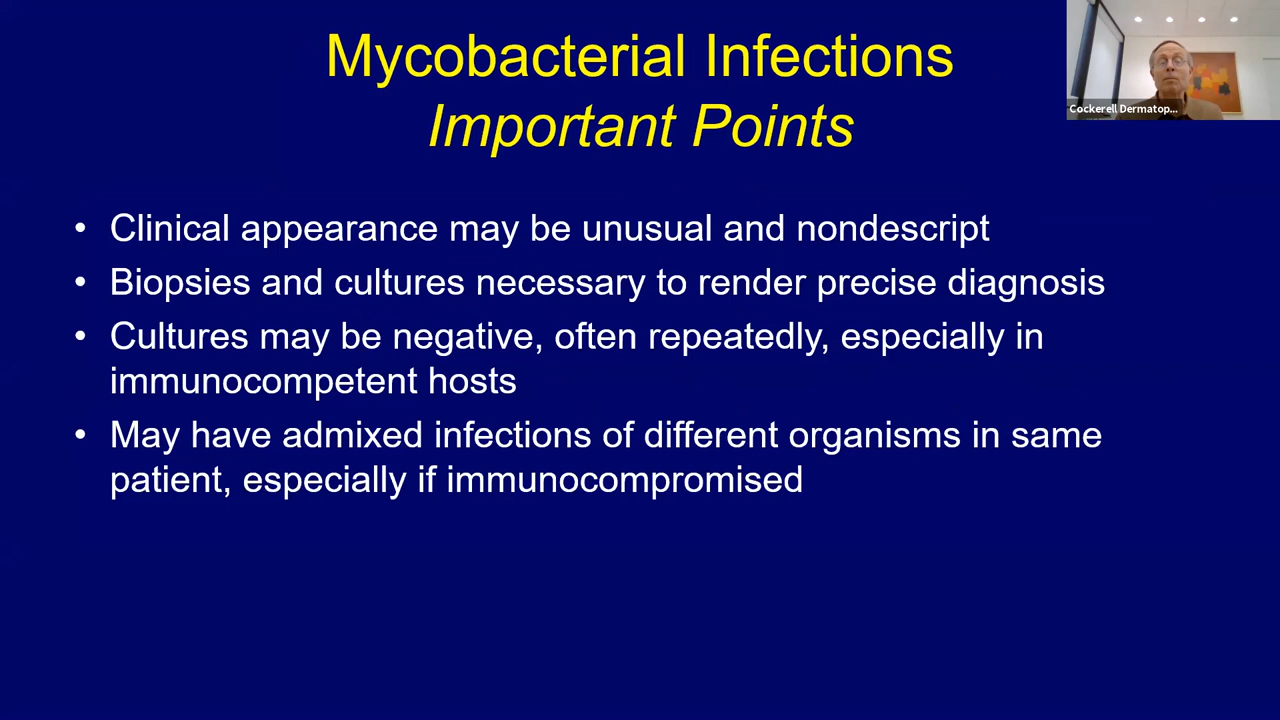 Mycobacterial Infections
Important Points
Cockerell Dermatop...
• Clinical appearance may be unusual and nondescript
• Biopsies and cultures necessary to render precise diagnosis
• Cultures may be negative, often repeatedly, especially in
immunocompetent hosts
• May have admixed infections of different organisms in same
patient, especially if immunocompromised